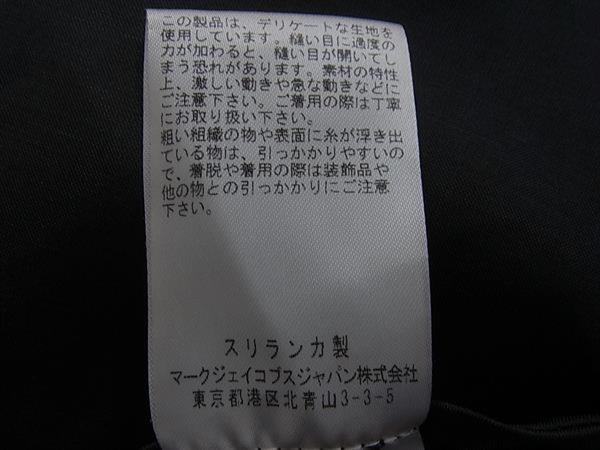 この製品は、デリケートな生地を
使用しています。縫い目に過度の
力が加わると、縫い目が開いてし
まう恐れがあります。素材の特性
上、激しい動きや急な動きなどに
ご注意下さい。ご着用の際は丁寧
にお取り扱い下さい。
粗い組織の物や表面に糸が浮き出
ている物は、引っかかりやすいの
で、着脱や着用の際は装飾品や
他の物との引っかかりにご注意
下さい。
スリランカ製
マークジェイコブスジャパン株式会社
東京都港区北青山3-3-5